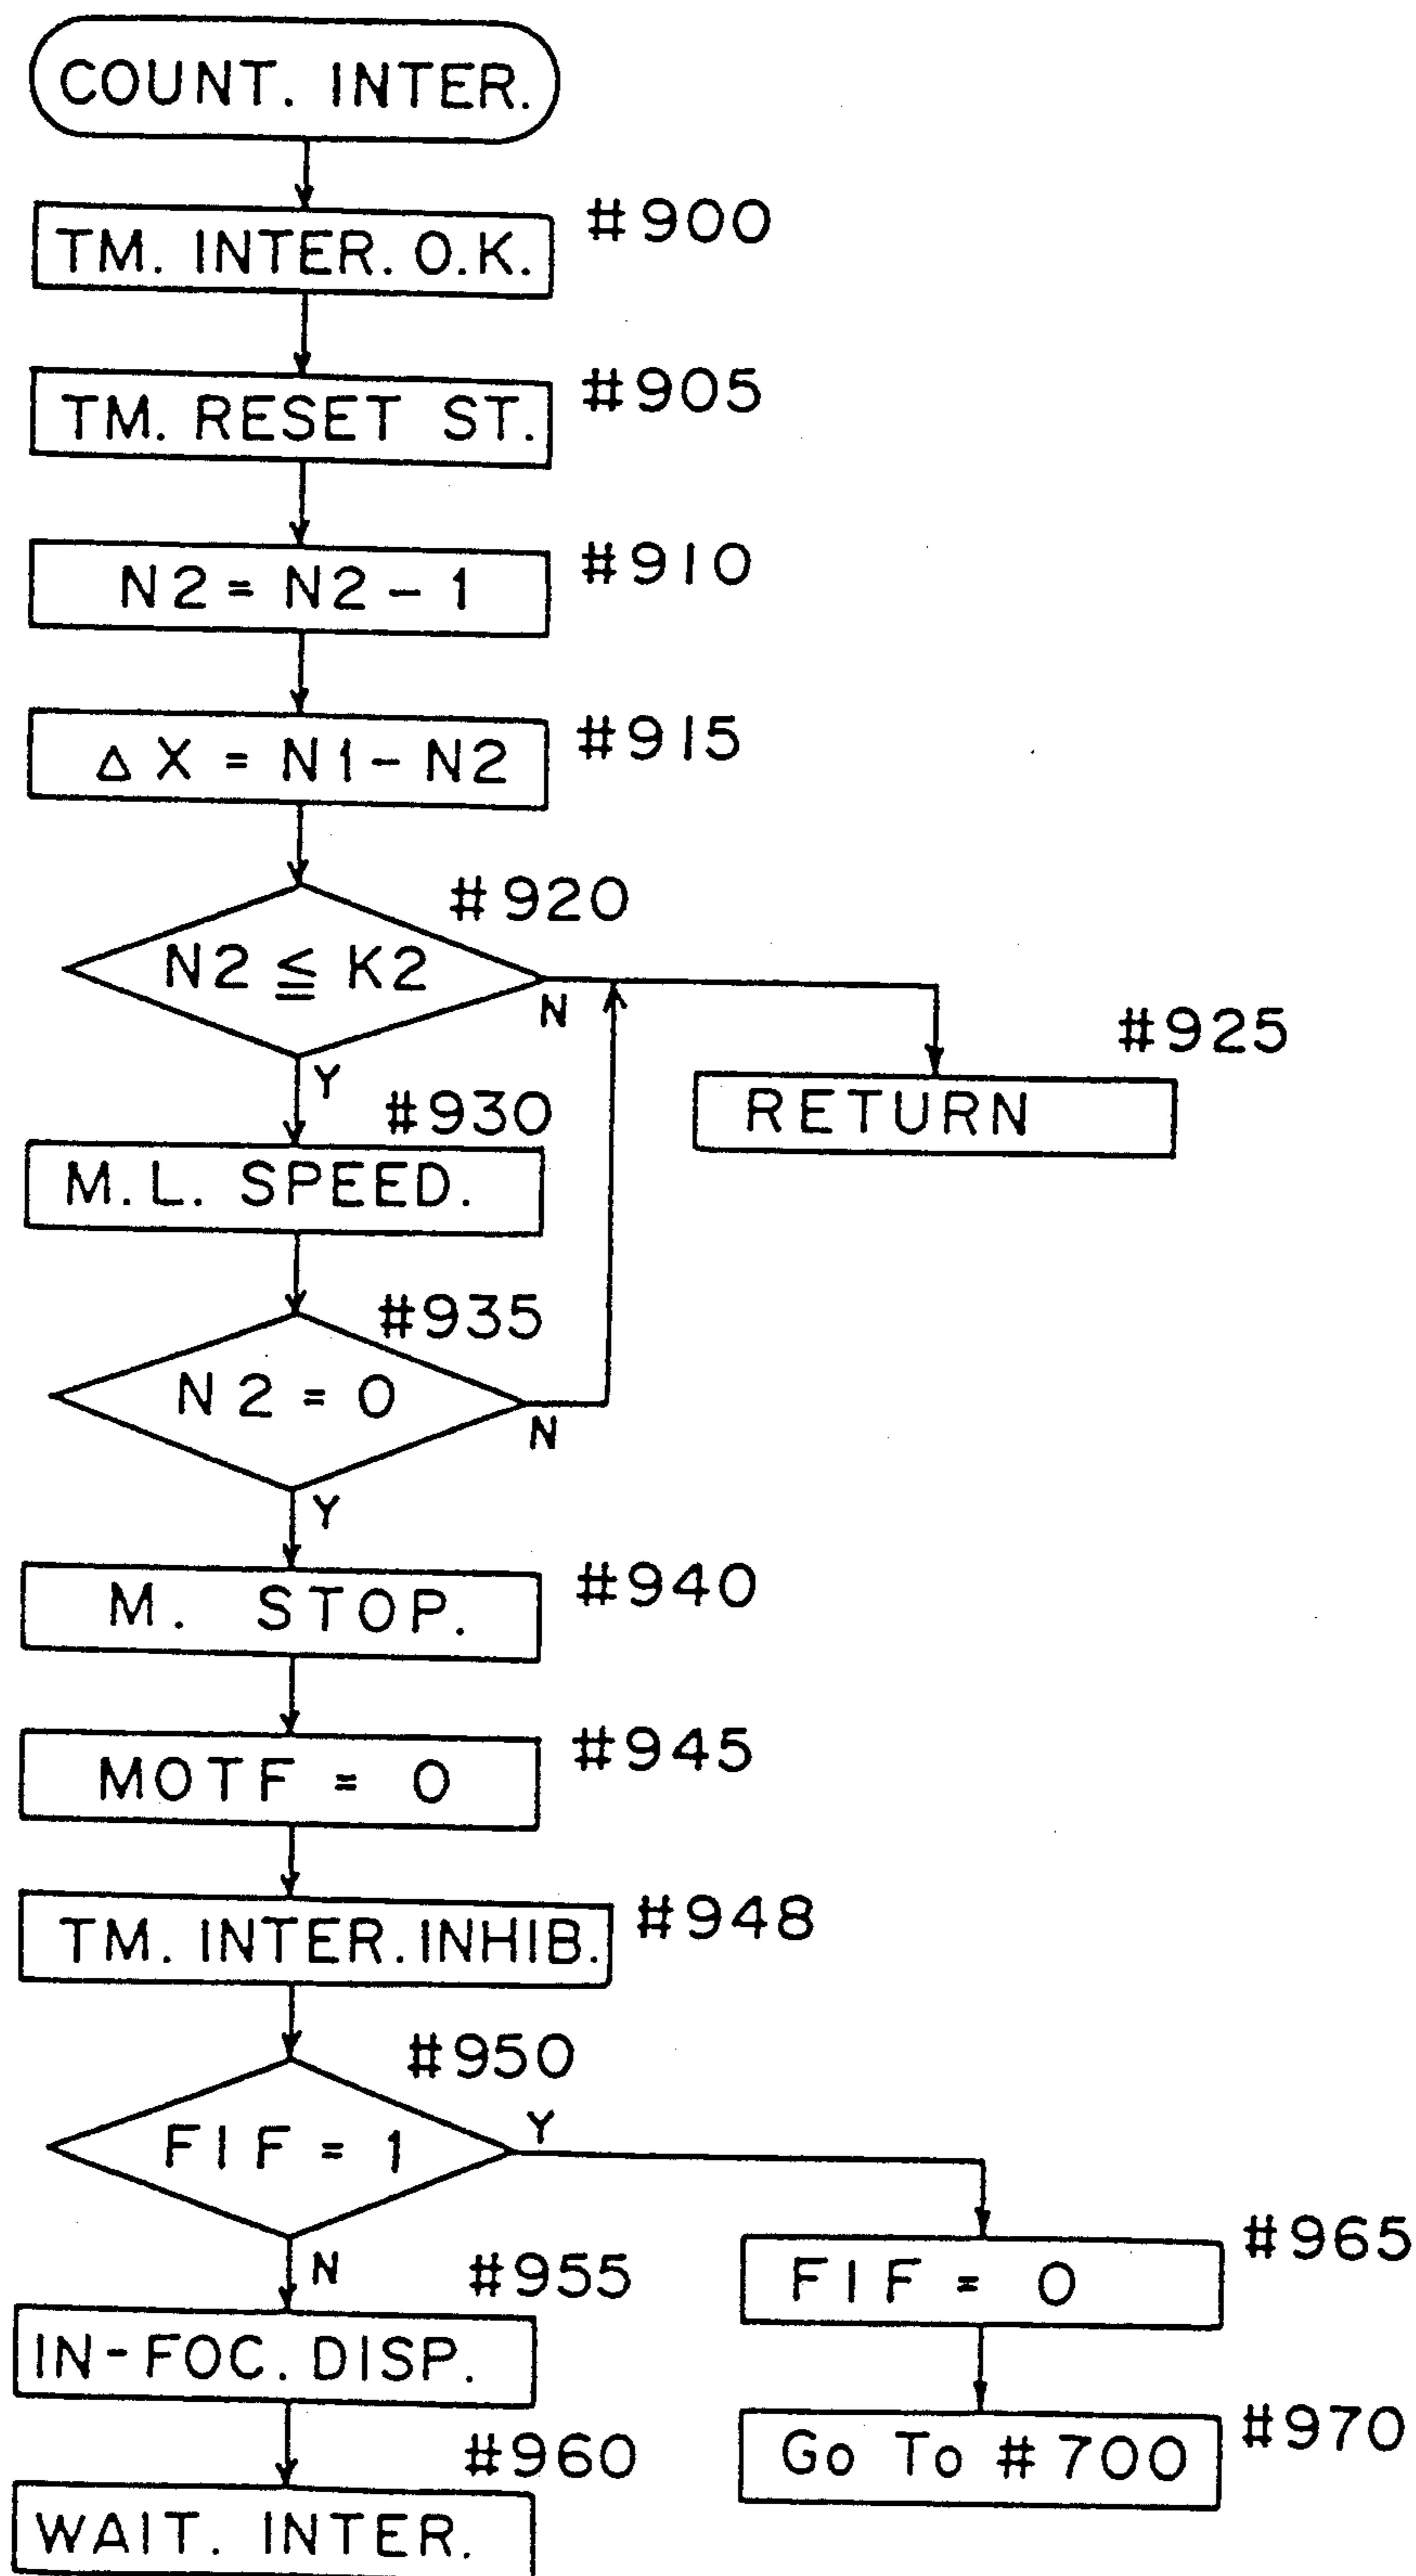 COUNT. INTER.
#900
TM. INTER. O.K.
#905
TM. RESET ST.
#910
N2 = N2 - 1
#915
Δ X = N1 - N2
#920
N2 ≦ K2
N
Y
#925
RETURN
#930
M.L. SPEED.
#935
N2 = 0
N
Y
#940
M. STOP.
#945
MOTF = 0
#948
TM. INTER. INHIB.
#950
FIF = 1
Y
N
#955
IN-FOC. DISP.
#960
WAIT. INTER.
#965
FIF = 0
#970
Go To #700